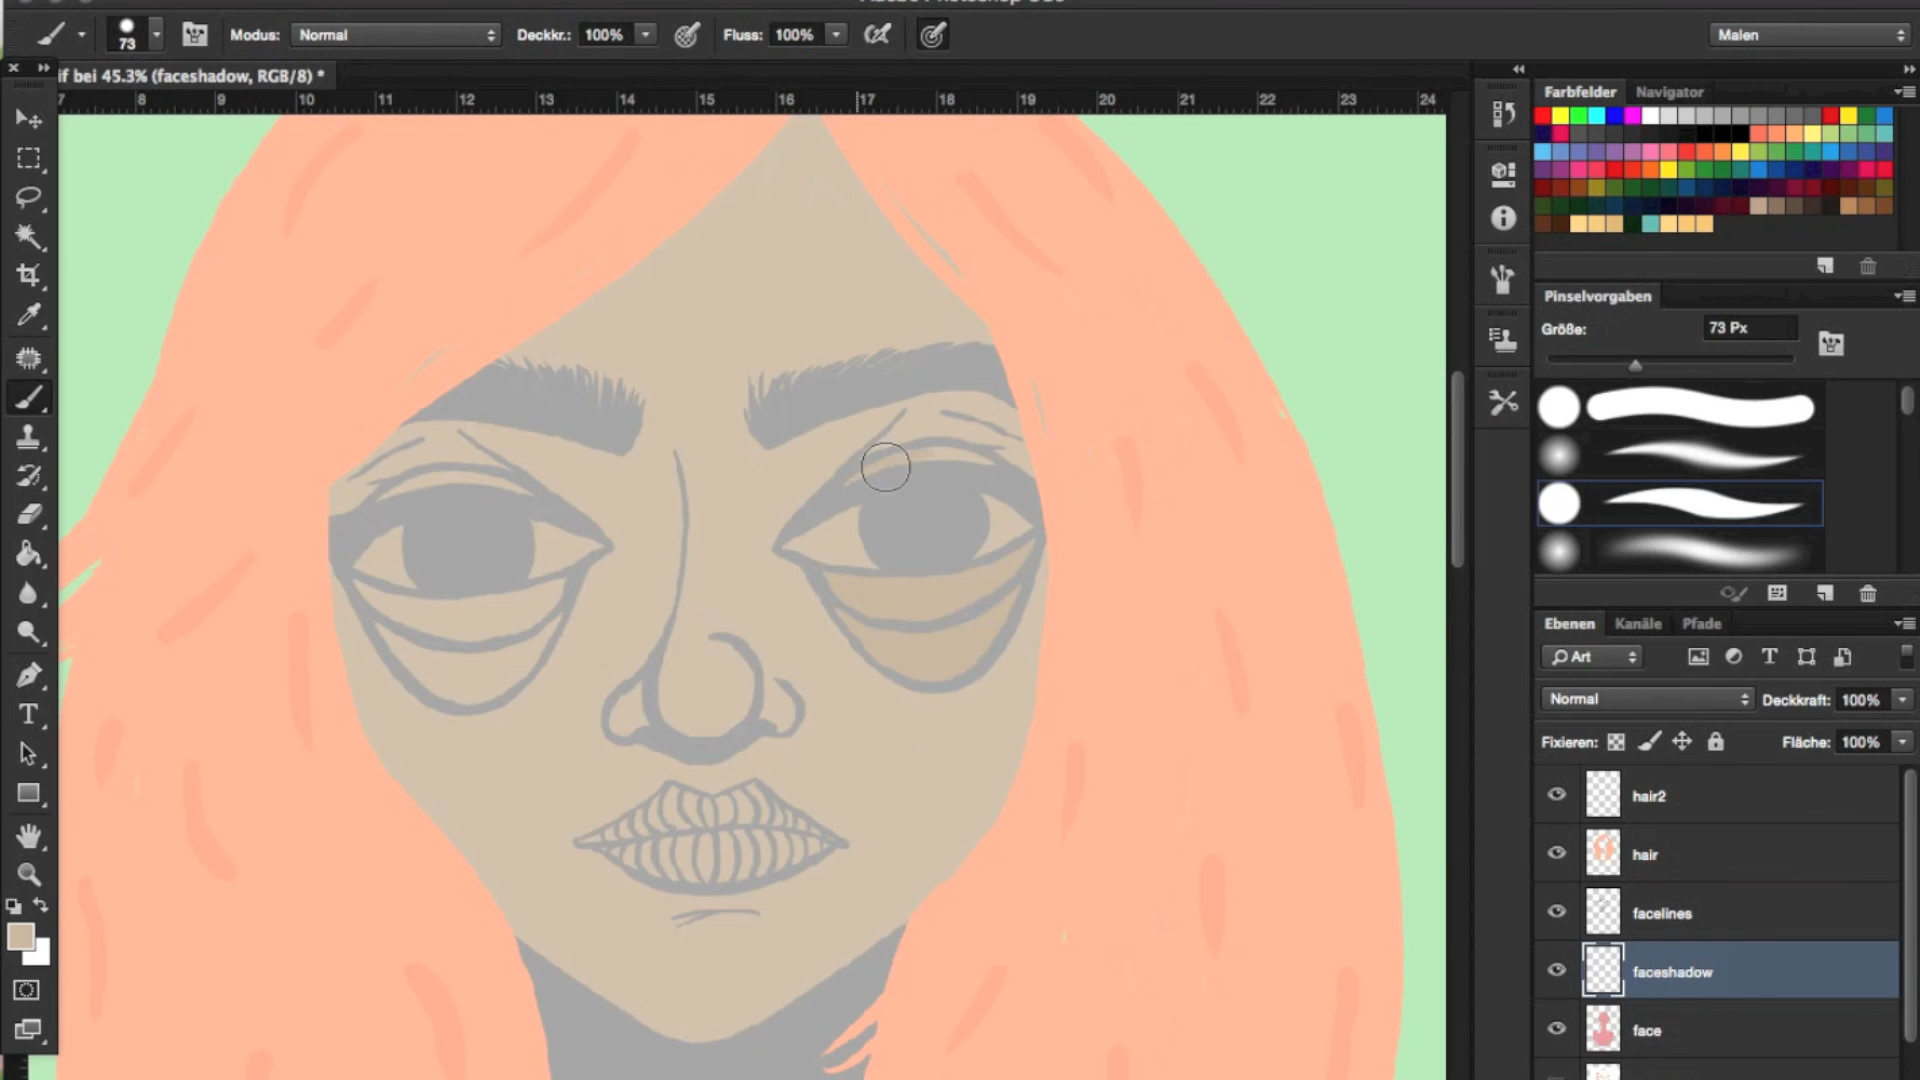 73
Modus: Normal
Deckkr.: 100%
Fluss: 100%
Malen
if bei 45.3% (faceshadow, RGB/8) *
7 8 9 10 11 12 13 14 15 16 17 18 19 20 21 22 23 24
Farbfelder Navigator
Pinselvorgaben
Größe: 73 Px
Ebenen Kanäle Pfade
Art
Normal Deckkraft: 100%
Fixieren: Fläche: 100%
hair2
hair
facelines
faceshadow
face